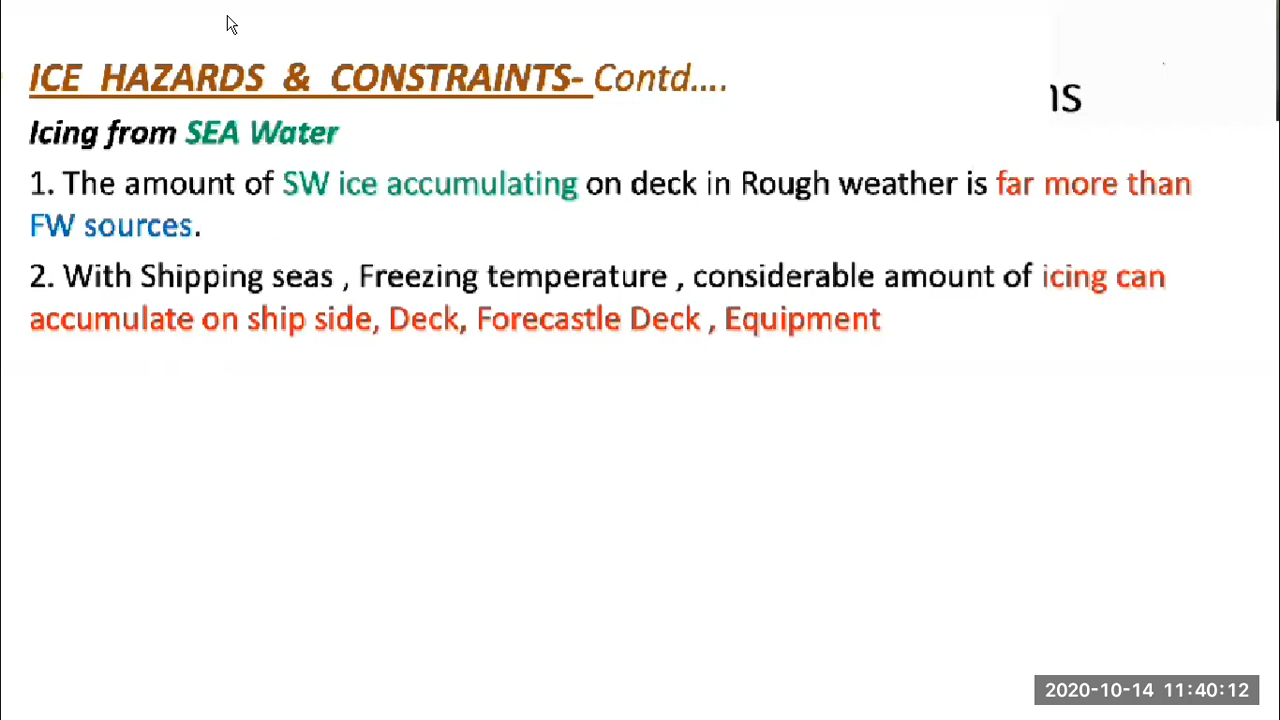 ICE HAZARDS & CONSTRAINTS- Contd....
Icing from SEA Water
1. The amount of SW ice accumulating on deck in Rough weather is far more than
FW sources.
2. With Shipping seas , Freezing temperature , considerable amount of icing can
accumulate on ship side, Deck, Forecastle Deck , Equipment
2020-10-14 11:40:12